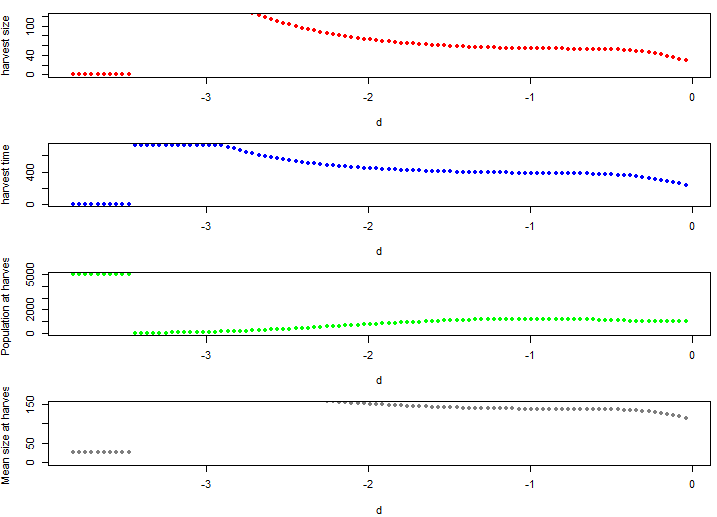 harvest size
0 40 100
-3 -2 -1 0
d
harvest time
0 400
-3 -2 -1 0
d
Population at harves
0 2000 5000
-3 -2 -1 0
d
Mean size at harves
0 50 150
-3 -2 -1 0
d